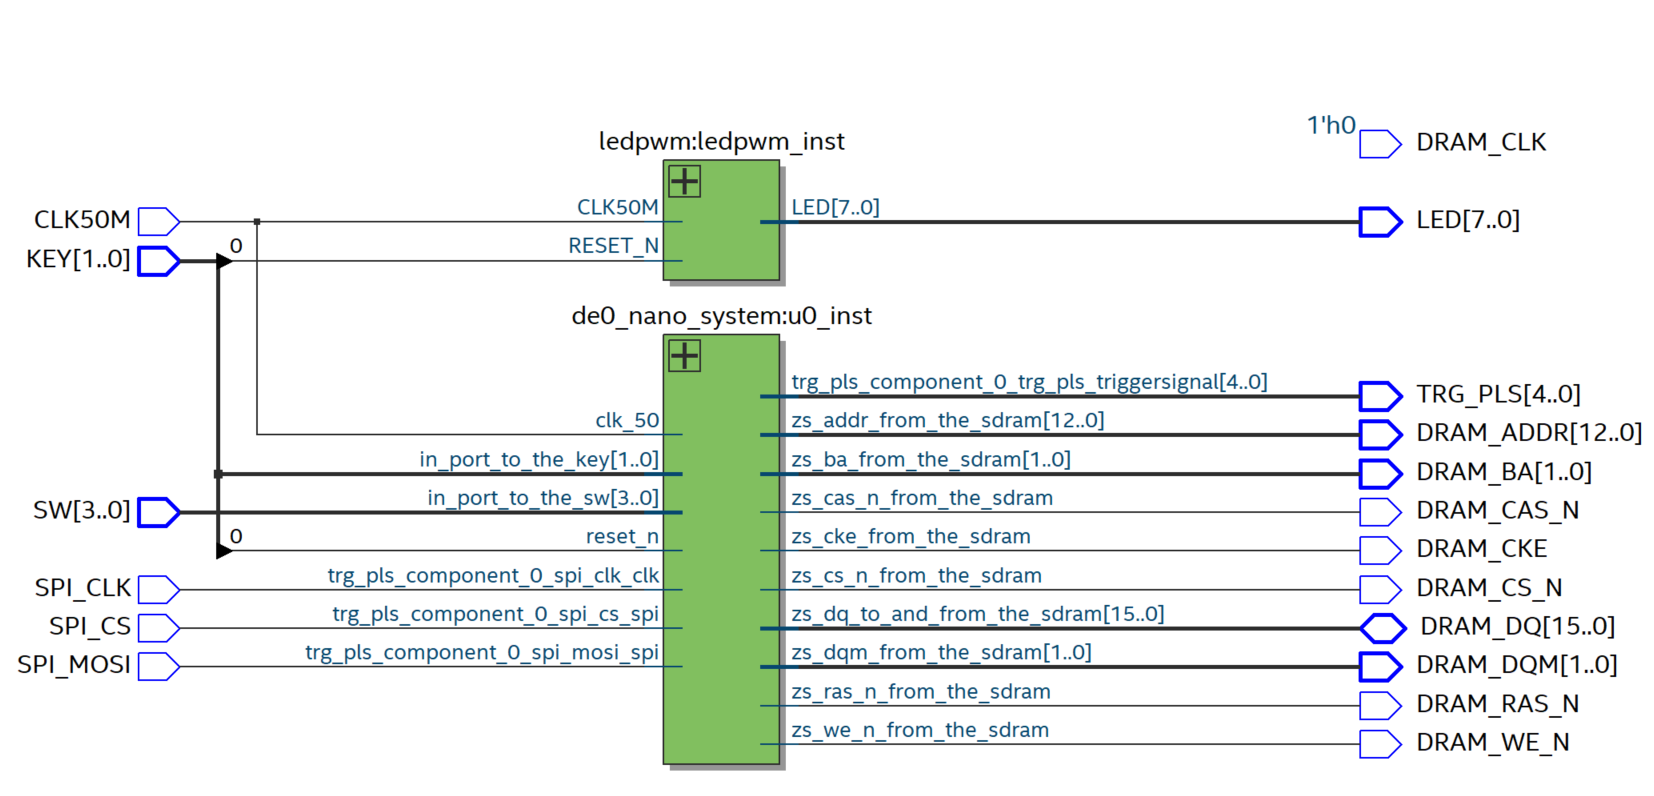 1'h0
DRAM_CLK
ledpwm:ledpwm_inst
CLK50M CLK50M LED[7..0] LED[7..0]
KEY[1..0] 0 RESET_N
de0_nano_system:u0_inst
trg_pls_component_0_trg_pls_triggersignal[4..0] TRG_PLS[4..0]
clk_50 zs_addr_from_the_sdram[12..0] DRAM_ADDR[12..0]
in_port_to_the_key[1..0] zs_ba_from_the_sdram[1..0] DRAM_BA[1..0]
SW[3..0] in_port_to_the_sw[3..0] zs_cas_n_from_the_sdram DRAM_CAS_N
0 reset_n zs_cke_from_the_sdram DRAM_CKE
SPI_CLK trg_pls_component_0_spi_clk_clk zs_cs_n_from_the_sdram DRAM_CS_N
SPI_CS trg_pls_component_0_spi_cs_spi zs_dq_to_and_from_the_sdram[15..0] DRAM_DQ[15..0]
SPI_MOSI trg_pls_component_0_spi_mosi_spi zs_dqm_from_the_sdram[1..0] DRAM_DQM[1..0]
zs_ras_n_from_the_sdram DRAM_RAS_N
zs_we_n_from_the_sdram DRAM_WE_N